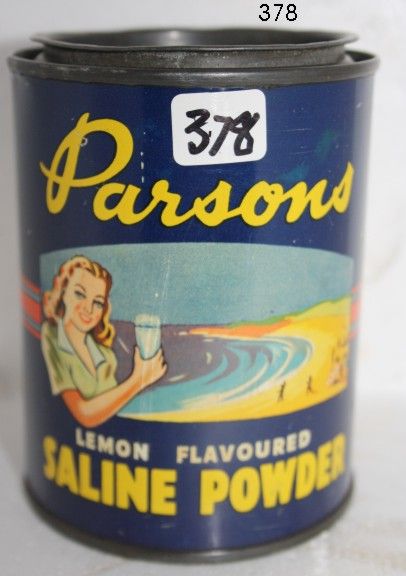 378
378
Parsons
LEMON FLAVOURED
SALINE POWDER